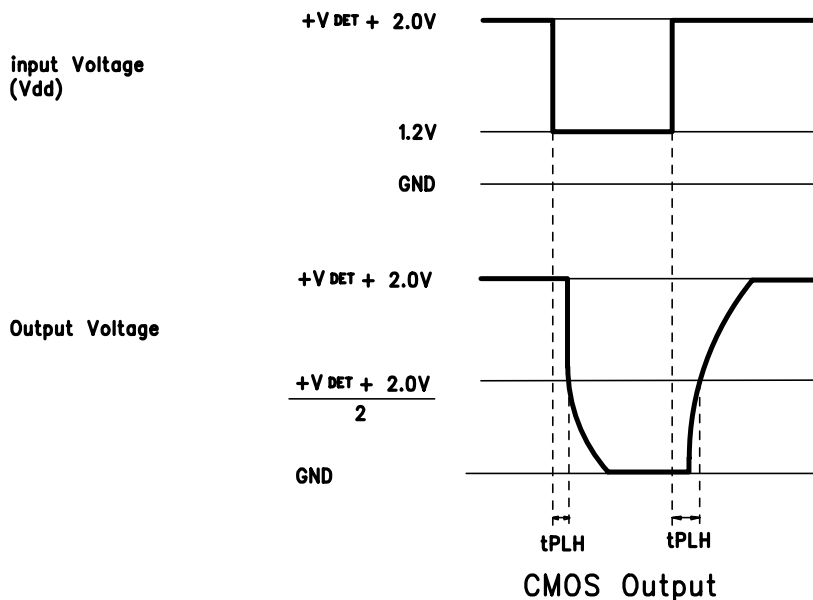 +V DET + 2.0V
input Voltage
(Vdd)
1.2V
GND
+V DET + 2.0V
Output Voltage
+V DET + 2.0V
2
GND
tPLH
tPLH
CMOS Output